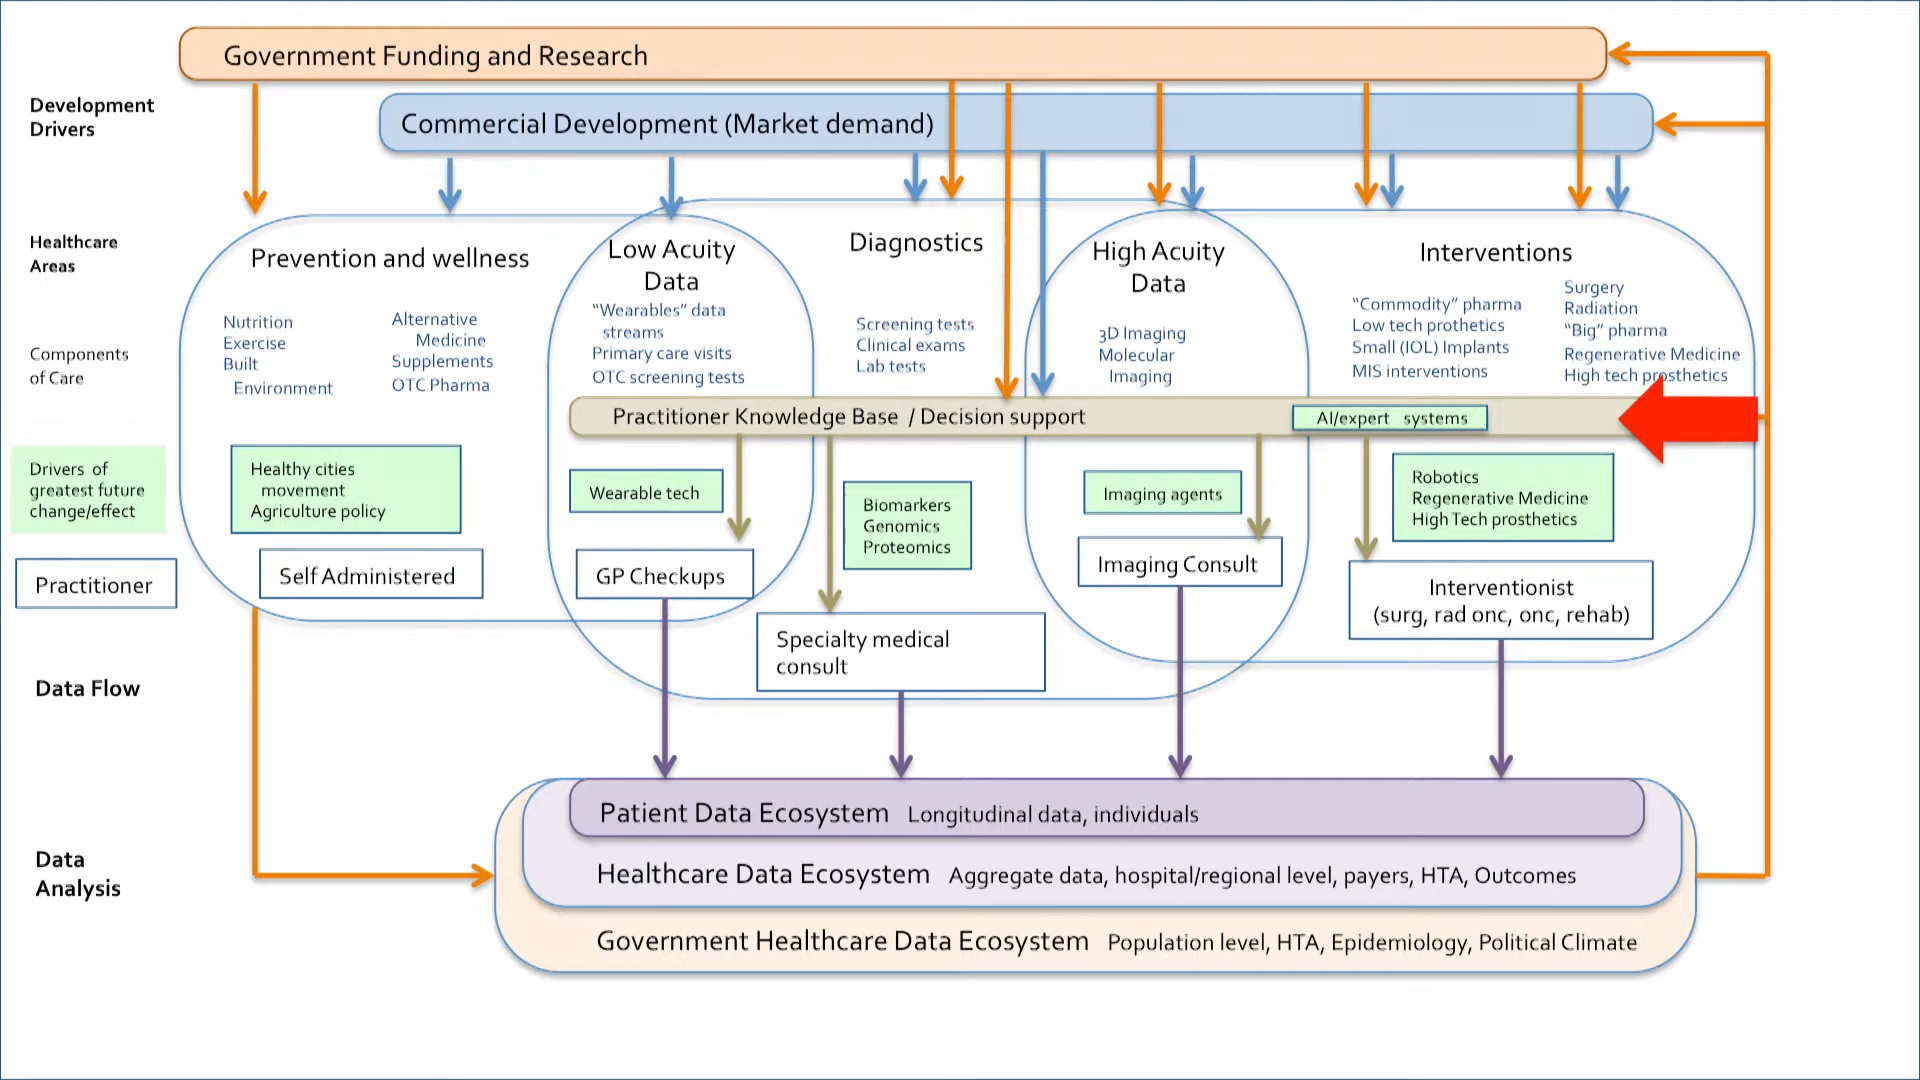 Government Funding and Research
Development
Drivers
Commercial Development (Market demand)
Healthcare
Areas
Prevention and wellness
Low Acuity
Data
Diagnostics
High Acuity
Data
Interventions
Components
of Care
Nutrition
Exercise
Built
Environment
Alternative
Medicine
Supplements
OTC Pharma
“Wearables” data
streams
Primary care visits
OTC screening tests
Screening tests
Clinical exams
Lab tests
3D Imaging
Molecular
Imaging
“Commodity” pharma
Low tech prothetics
Small (IOL) Implants
MIS interventions
Surgery
Radiation
“Big” pharma
Regenerative Medicine
High tech prosthetics
Practitioner Knowledge Base / Decision support
AI/expert systems
Drivers of
greatest future
change/effect
Healthy cities
movement
Agriculture policy
Wearable tech
Biomarkers
Genomics
Proteomics
Imaging agents
Robotics
Regenerative Medicine
High Tech prosthetics
Practitioner
Self Administered
GP Checkups
Specialty medical
consult
Imaging Consult
Interventionist
(surg, rad onc, onc, rehab)
Data Flow
Data
Analysis
Patient Data Ecosystem Longitudinal data, individuals
Healthcare Data Ecosystem Aggregate data, hospital/regional level, payers, HTA, Outcomes
Government Healthcare Data Ecosystem Population level, HTA, Epidemiology, Political Climate